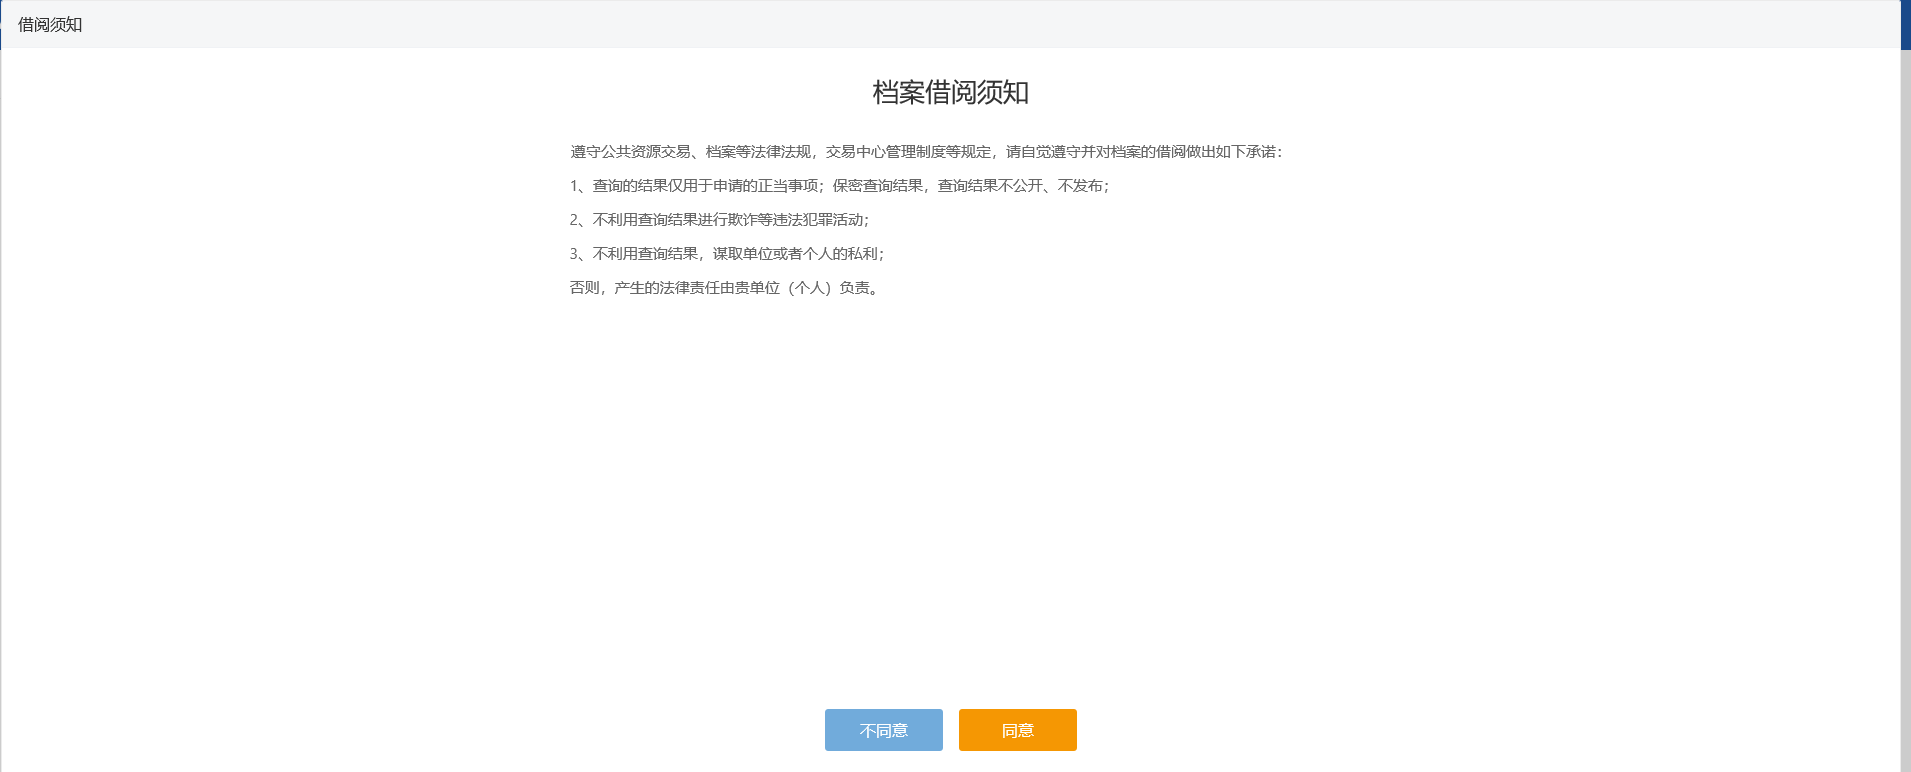 借阅须知
档案借阅须知
遵守公共资源交易、档案等法律法规，交易中心管理制度等规定，请自觉遵守并对档案的借阅做出如下承诺：
1、查询的结果仅用于申请的正当事项；保密查询结果，查询结果不公开、不发布；
2、不利用查询结果进行欺诈等违法犯罪活动；
3、不利用查询结果，谋取单位或者个人的私利；
否则，产生的法律责任由贵单位（个人）负责。
不同意 同意